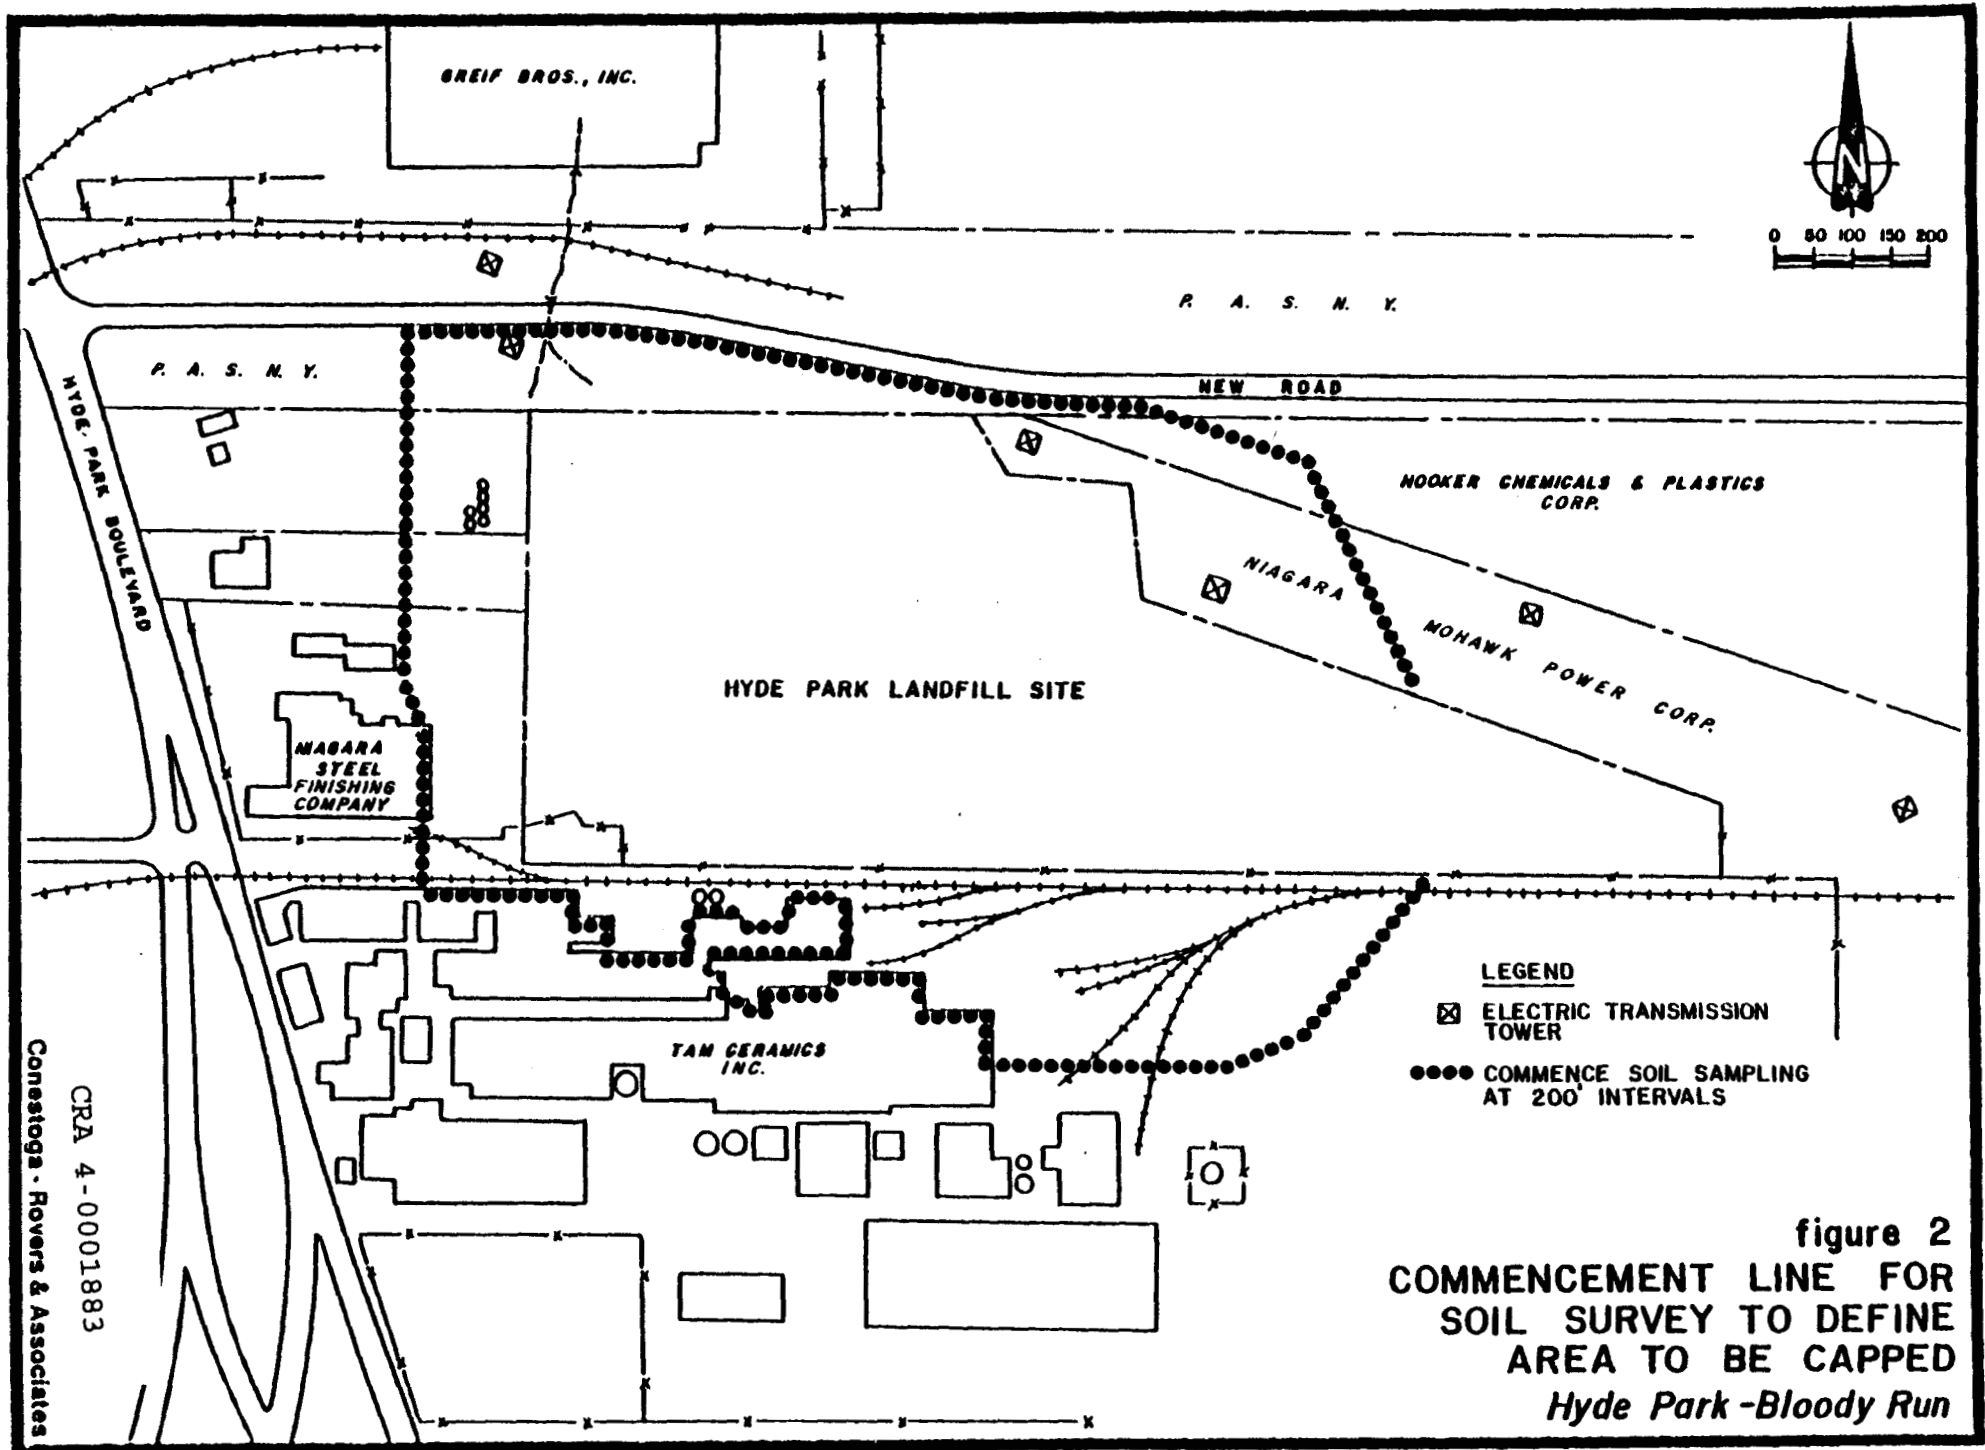 GREIF BROS., INC.
N
0 50 100 150 200
P. A. S. N. Y.
P. A. S. N. Y.
NEW ROAD
HYDE PARK BOULEVARD
HOOKER CHEMICALS & PLASTICS
CORP.
NIAGARA MOHAWK POWER CORP.
HYDE PARK LANDFILL SITE
NIAGARA
STEEL
FINISHING
COMPANY
TAM CERAMICS
INC.
LEGEND
ELECTRIC TRANSMISSION
TOWER
COMMENCE SOIL SAMPLING
AT 200' INTERVALS
CRA 4-0001883
Conestoga - Rovers & Associates
figure 2
COMMENCEMENT LINE FOR
SOIL SURVEY TO DEFINE
AREA TO BE CAPPED
Hyde Park - Bloody Run